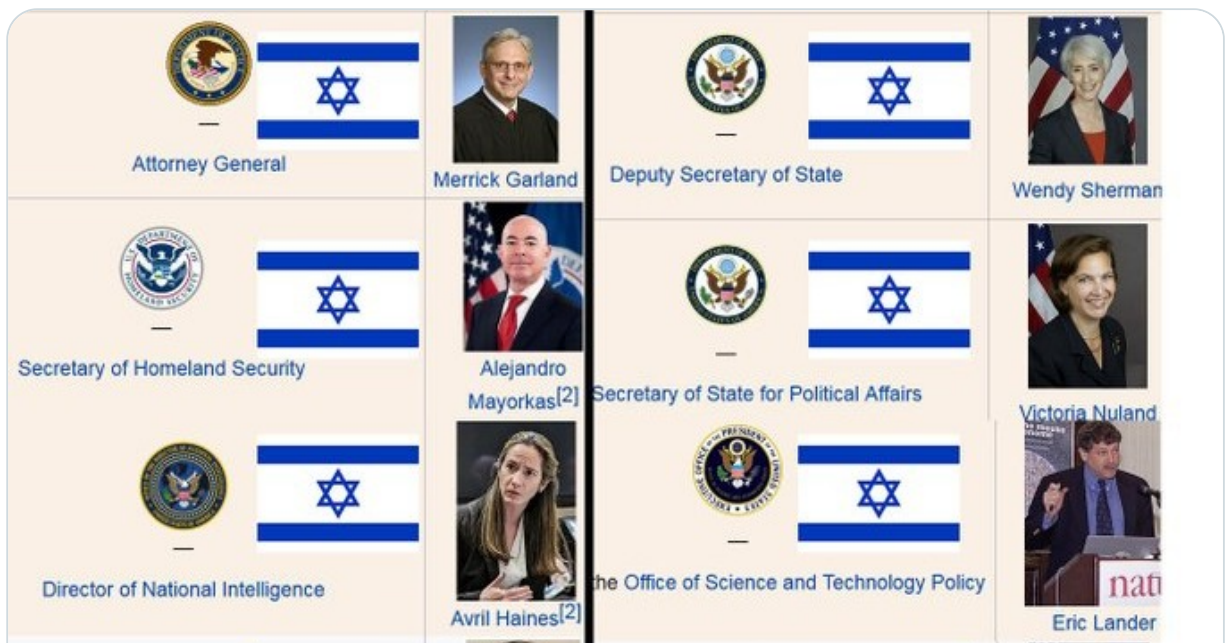 Attorney General
Merrick Garland
Secretary of Homeland Security
Alejandro
Mayorkas[2]
Director of National Intelligence
Avril Haines[2]
Deputy Secretary of State
Wendy Sherman
Secretary of State for Political Affairs
Victoria Nuland
the Office of Science and Technology Policy
natu
Eric Lander